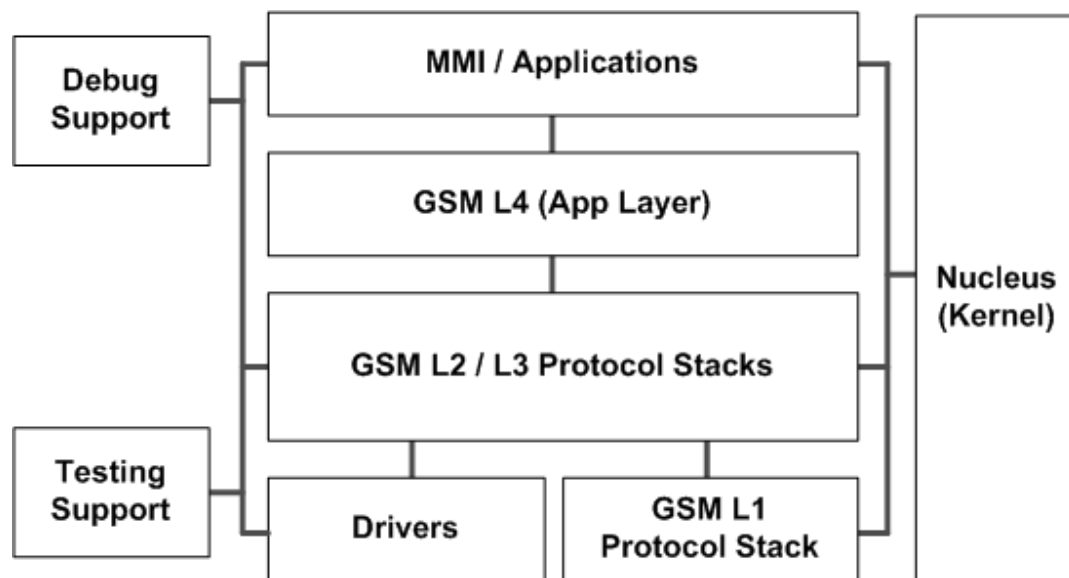 Debug
Support
MMI / Applications
GSM L4 (App Layer)
Nucleus
(Kernel)
GSM L2 / L3 Protocol Stacks
Testing
Support
Drivers
GSM L1
Protocol Stack